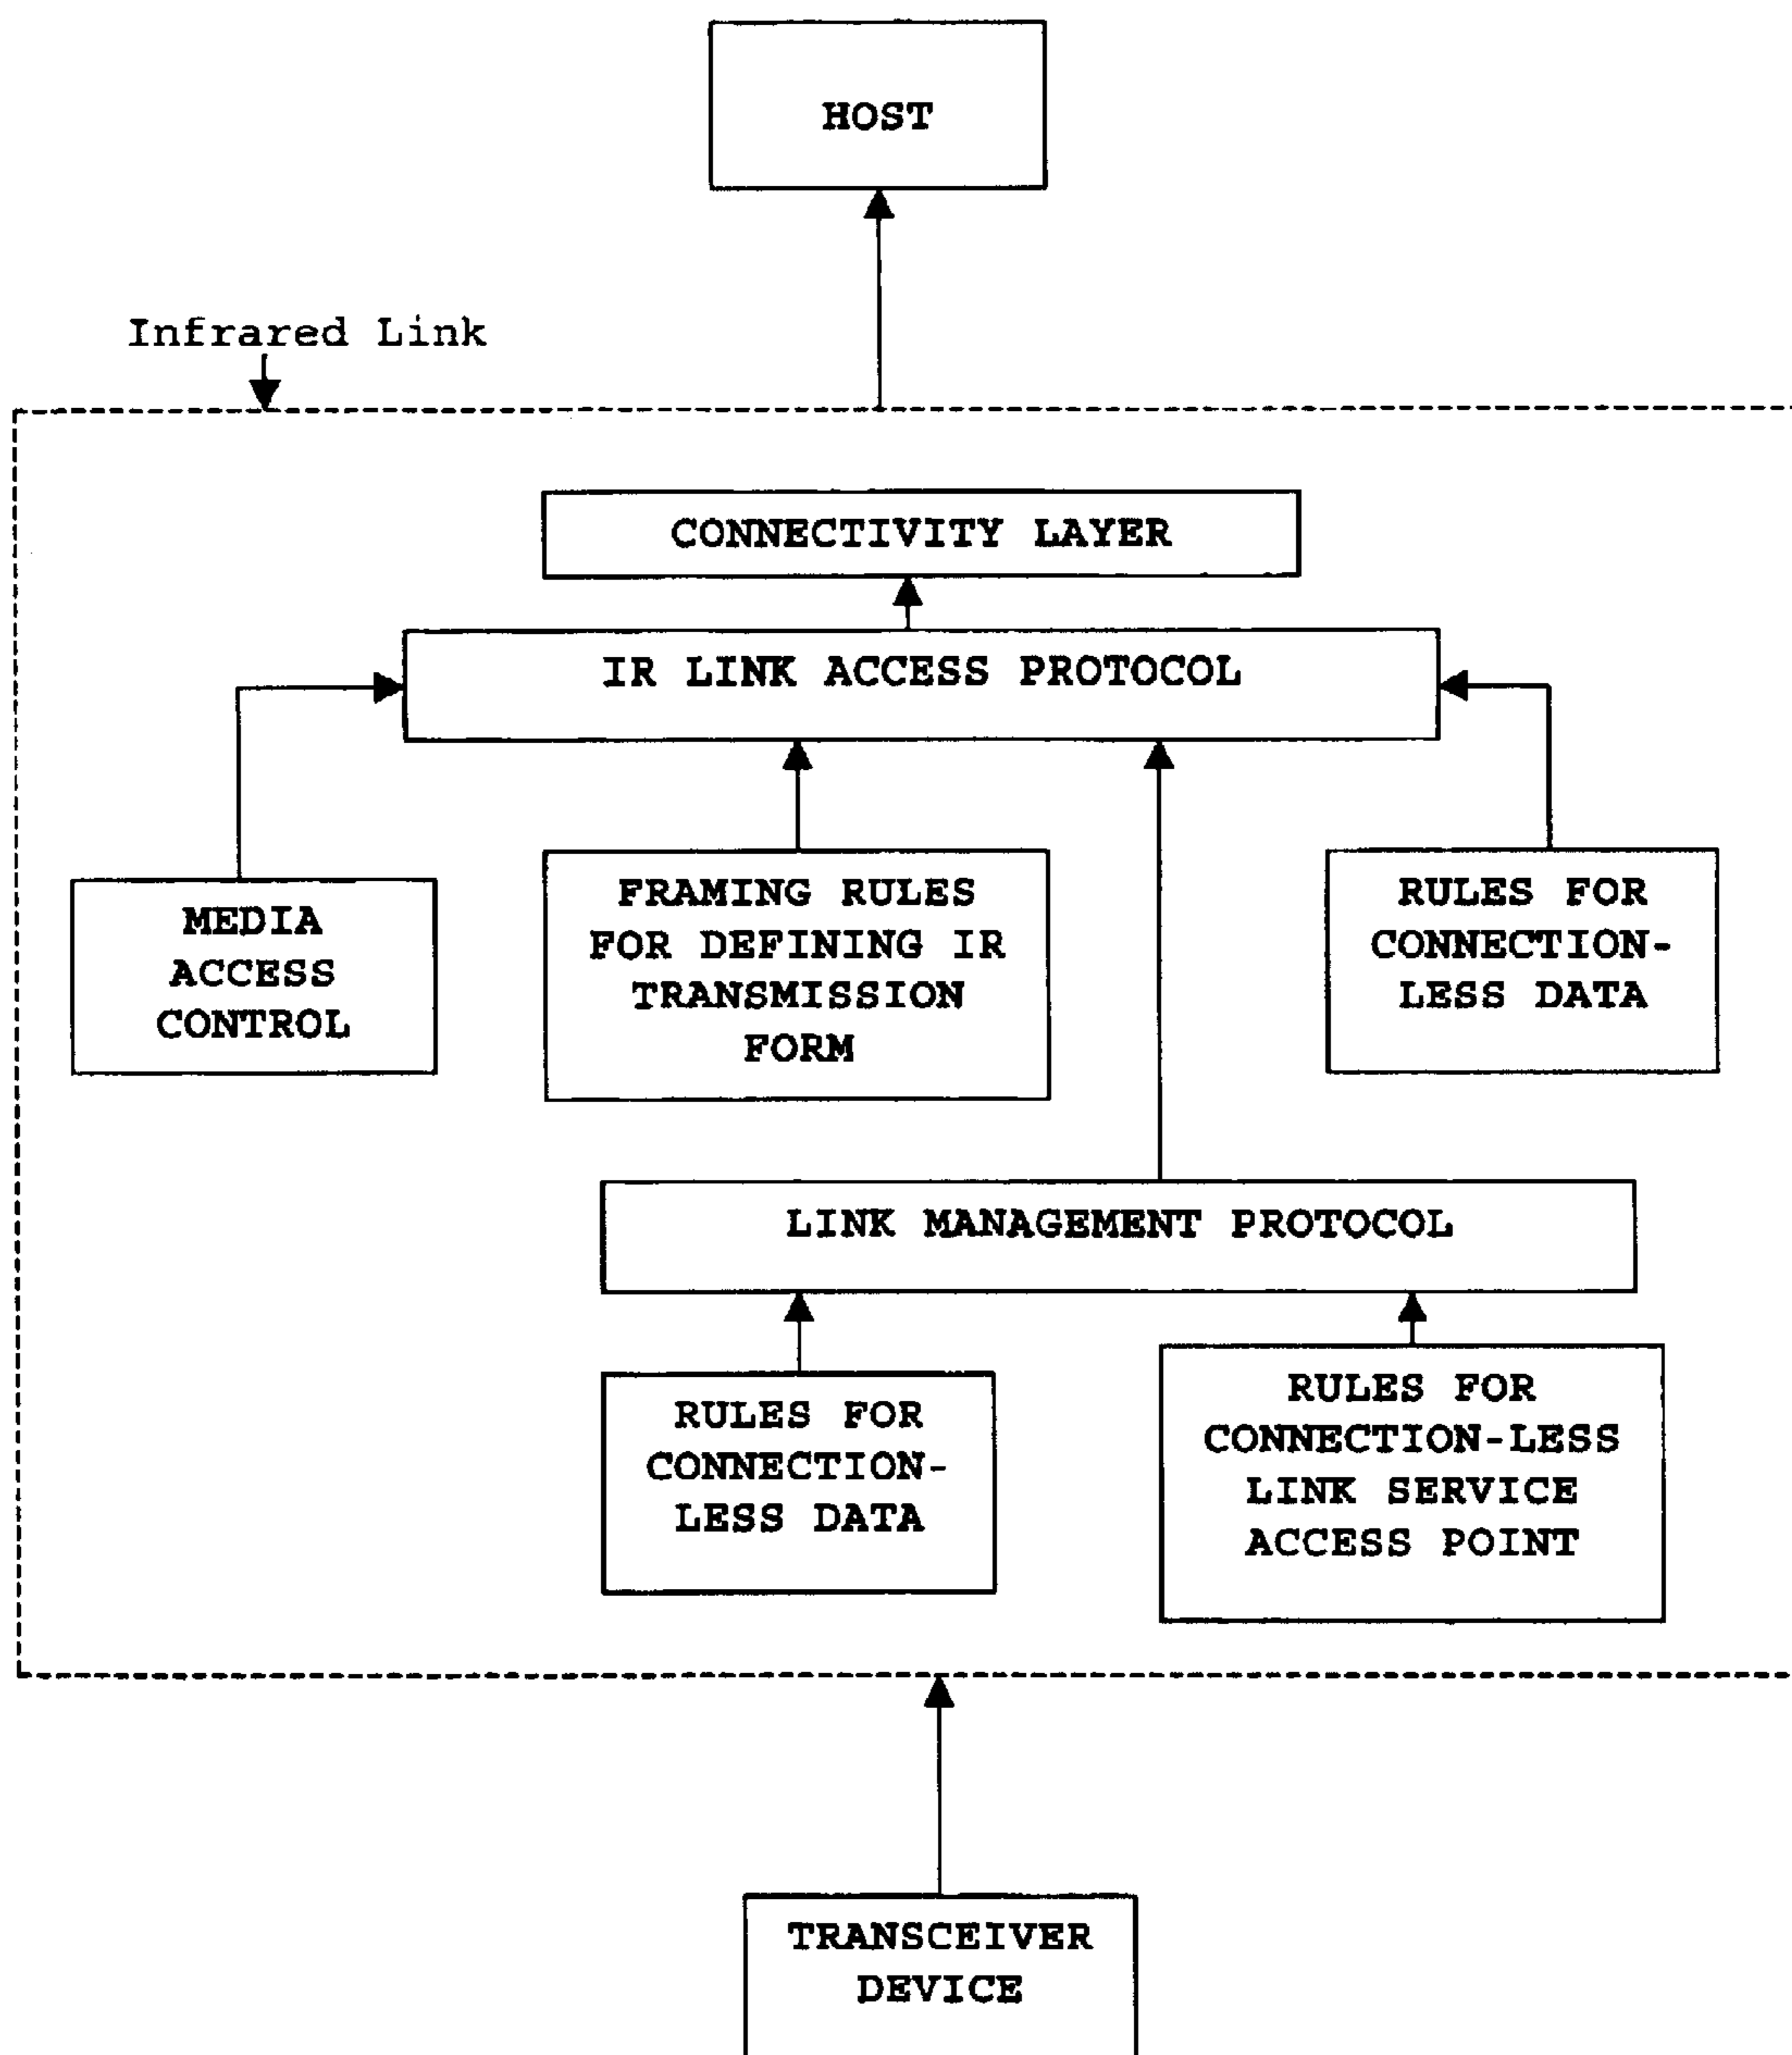 HOST
Infrared Link
CONNECTIVITY LAYER
IR LINK ACCESS PROTOCOL
MEDIA
ACCESS
CONTROL
FRAMING RULES
FOR DEFINING IR
TRANSMISSION
FORM
RULES FOR
CONNECTION-
LESS DATA
LINK MANAGEMENT PROTOCOL
RULES FOR
CONNECTION-
LESS DATA
RULES FOR
CONNECTION-LESS
LINK SERVICE
ACCESS POINT
TRANSCEIVER
DEVICE